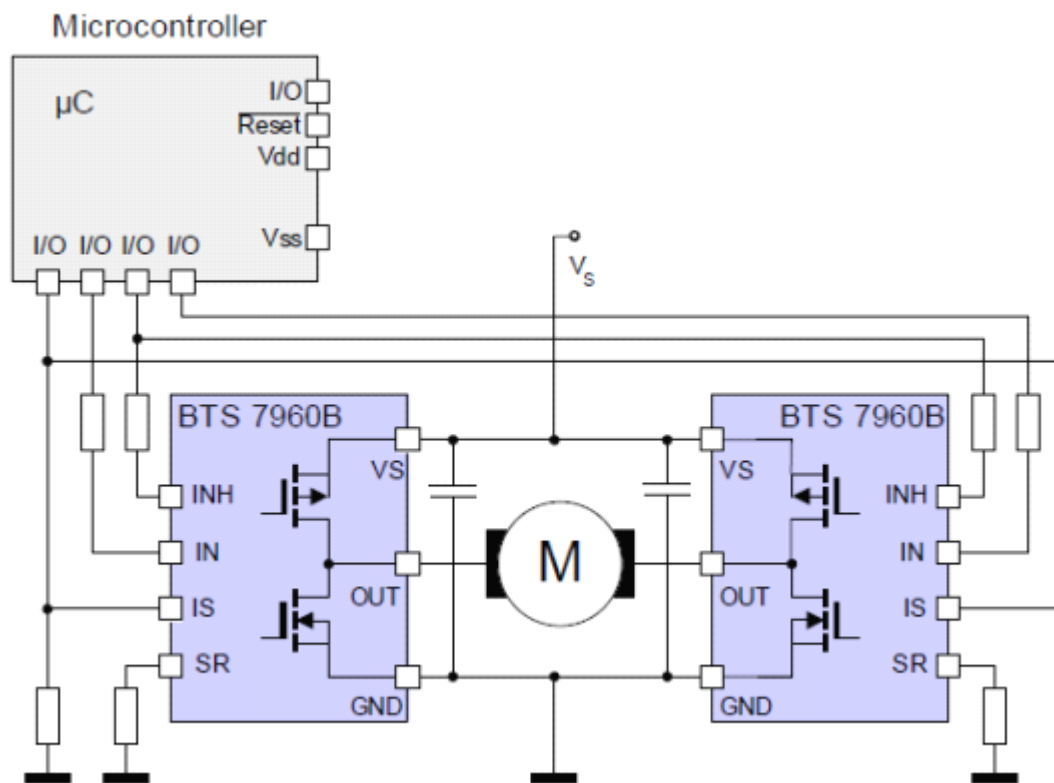 Microcontroller
µC
I/O
Reset
Vdd
Vss
I/O I/O I/O I/O
VS
BTS 7960B
VS
INH
IN
OUT
IS
SR
GND
M
BTS 7960B
VS
INH
IN
OUT
IS
SR
GND